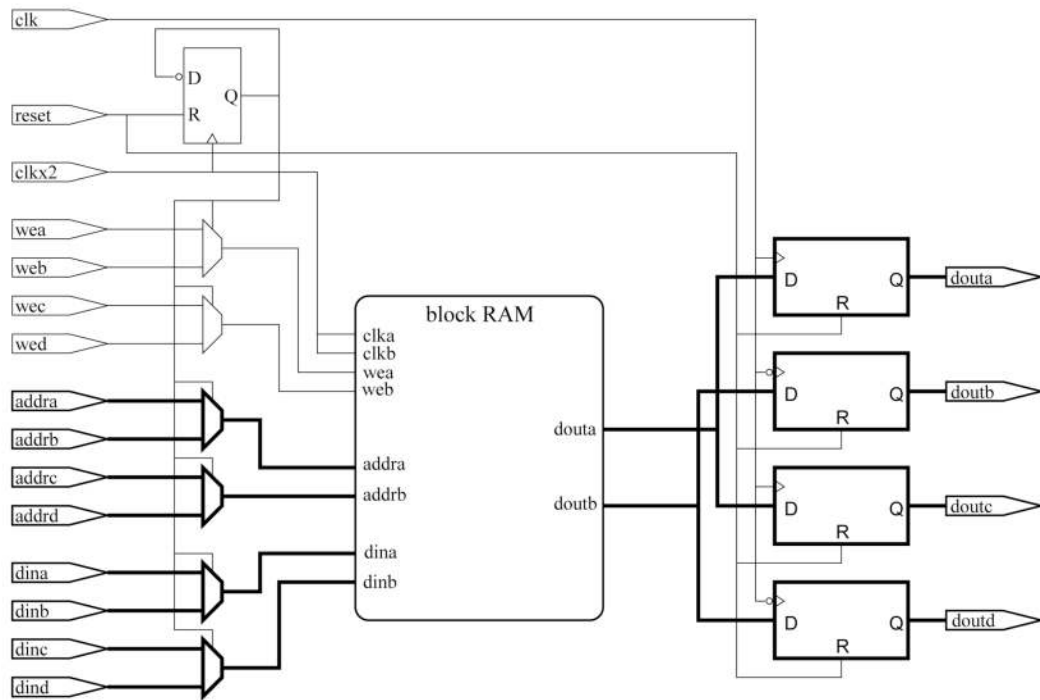 clk
D
Q
R
reset
clkx2
wea
web
wec
wed
addra
addrb
addrc
addrd
dina
dinb
dinc
dind
block RAM
clka
clkb
wea
web
addra
addrb
dina
dinb
douta
doutb
D
Q
R
douta
D
Q
R
doutb
D
Q
R
doutc
D
Q
R
doutd